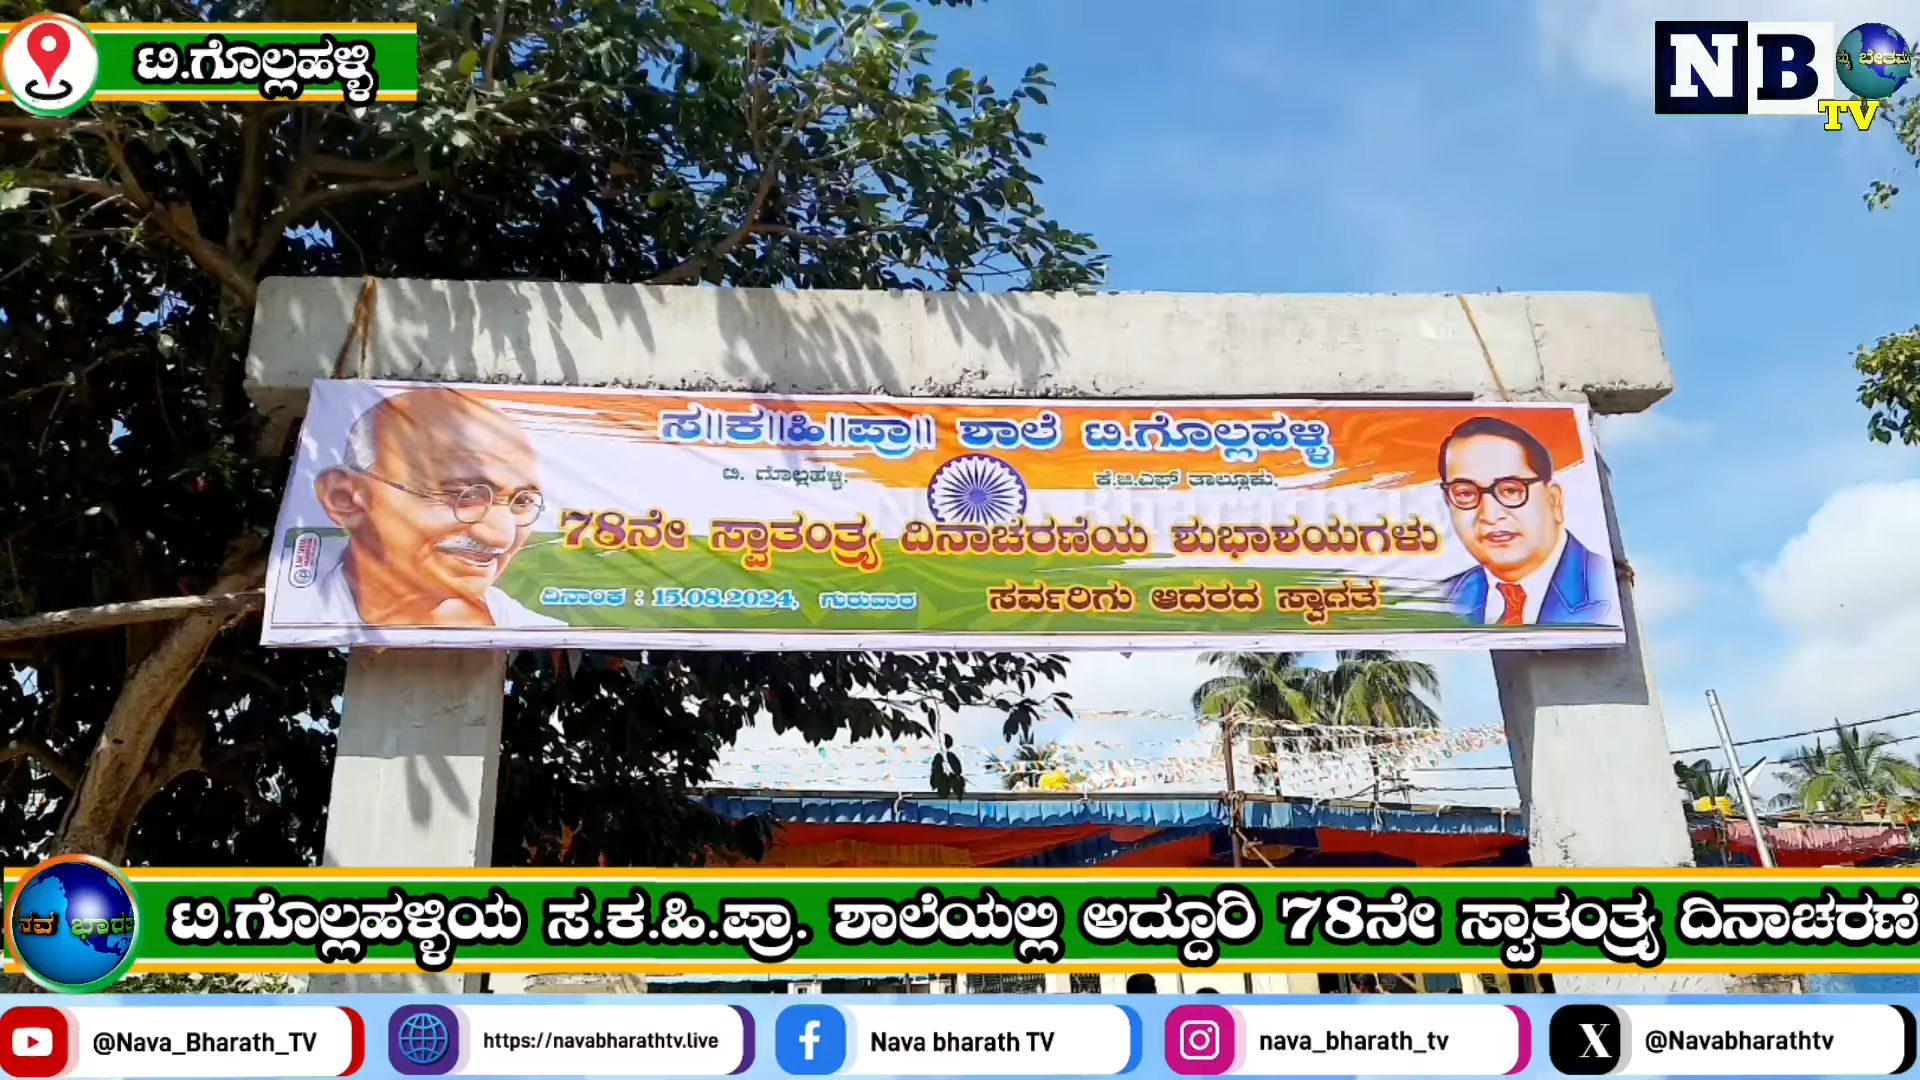 ಟಿ.ಗೊಲ್ಲಹಳ್ಳಿ
NB
TV
ಸ||ಕ||ಹಿ||ಪ್ರಾ|| ಶಾಲೆ ಟಿ.ಗೊಲ್ಲಹಳ್ಳಿ
ಟಿ. ಗೊಲ್ಲಹಳ್ಳಿ, ಕೆ.ಜಿ.ಎಫ್ ತಾಲ್ಲೂಕು.
78ನೇ ಸ್ವಾತಂತ್ರ್ಯ ದಿನಾಚರಣೆಯ ಶುಭಾಶಯಗಳು
ದಿನಾಂಕ : 15.08.2024, ಗುರುವಾರ ಸರ್ವರಿಗು ಆದರದ ಸ್ವಾಗತ
ನವ ಭಾರತ
ಟಿ.ಗೊಲ್ಲಹಳ್ಳಿಯ ಸ.ಕ.ಹಿ.ಪ್ರಾ. ಶಾಲೆಯಲ್ಲಿ ಅದ್ದೂರಿ 78ನೇ ಸ್ವಾತಂತ್ರ್ಯ ದಿನಾಚರಣೆ
@Nava_Bharath_TV https://navabharathtv.live Nava bharath TV nava_bharath_tv @Navabharathtv